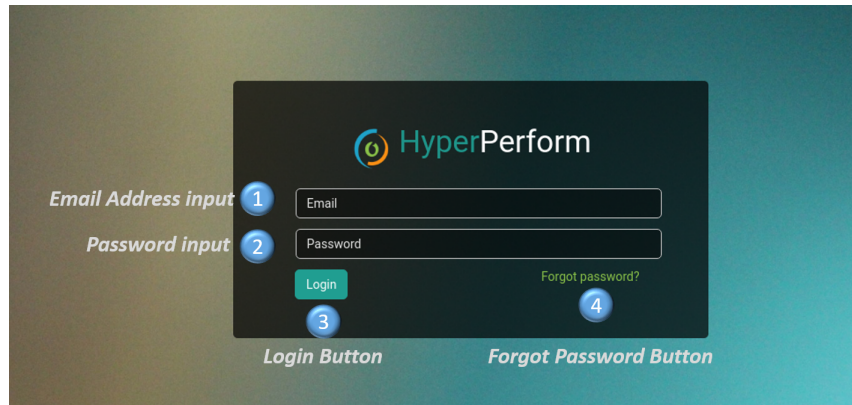 HyperPerform
Email Address input 1 Email
Password input 2 Password
Login Forgot password?
3 4
Login Button Forgot Password Button